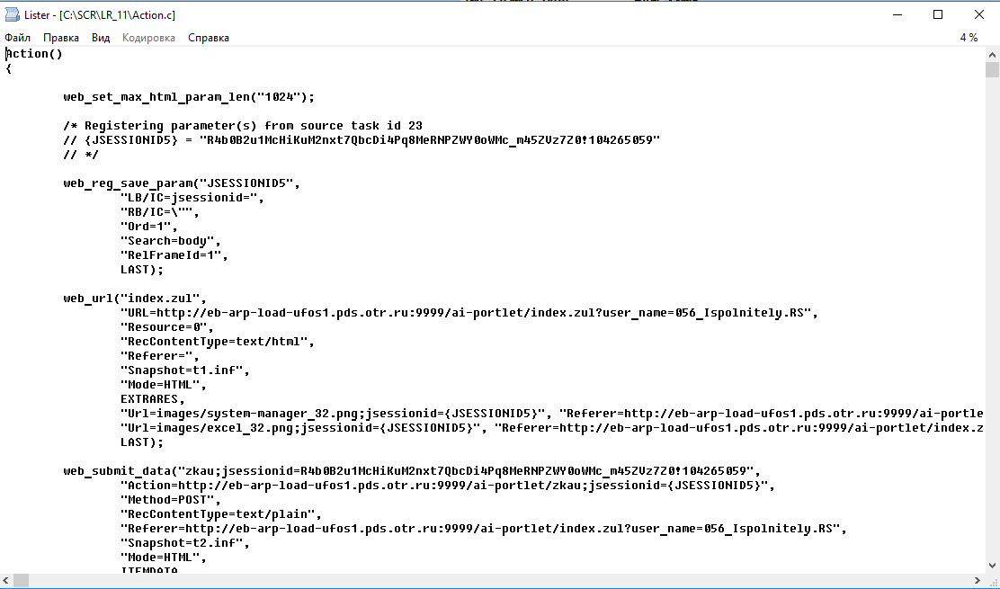 Lister - [C:\SCR\LR_11\Action.c]
Файл Правка Вид Кодировка Справка 4 %
Action()
{
web_set_max_html_param_len("1024");
/* Registering parameter(s) from source task id 23
// {JSESSIONID5} = "R4b0B2u1McHiKuM2nxt7QbcDi4Pq8MeRNPZWY0oWMc_m45ZVz7Z0!104265059"
// */
web_reg_save_param("JSESSIONID5",
"LB/IC=jsessionid=",
"RB/IC=\"",
"Ord=1",
"Search=body",
"RelFrameId=1",
LAST);
web_url("index.zul",
"URL=http://eb-arp-load-ufos1.pds.otr.ru:9999/ai-portlet/index.zul?user_name=056_Ispolnitely.RS",
"Resource=0",
"RecContentType=text/html",
"Referer=",
"Snapshot=t1.inf",
"Mode=HTML",
EXTRARES,
"Url=images/system-manager_32.png;jsessionid={JSESSIONID5}", "Referer=http://eb-arp-load-ufos1.pds.otr.ru:9999/ai-portle
"Url=images/excel_32.png;jsessionid={JSESSIONID5}", "Referer=http://eb-arp-load-ufos1.pds.otr.ru:9999/ai-portlet/index.z
LAST);
web_submit_data("zkau;jsessionid=R4b0B2u1McHiKuM2nxt7QbcDi4Pq8MeRNPZWY0oWMc_m45ZVz7Z0!104265059",
"Action=http://eb-arp-load-ufos1.pds.otr.ru:9999/ai-portlet/zkau;jsessionid={JSESSIONID5}",
"Method=POST",
"RecContentType=text/plain",
"Referer=http://eb-arp-load-ufos1.pds.otr.ru:9999/ai-portlet/index.zul?user_name=056_Ispolnitely.RS",
"Snapshot=t2.inf",
"Mode=HTML",
ITEMDATA